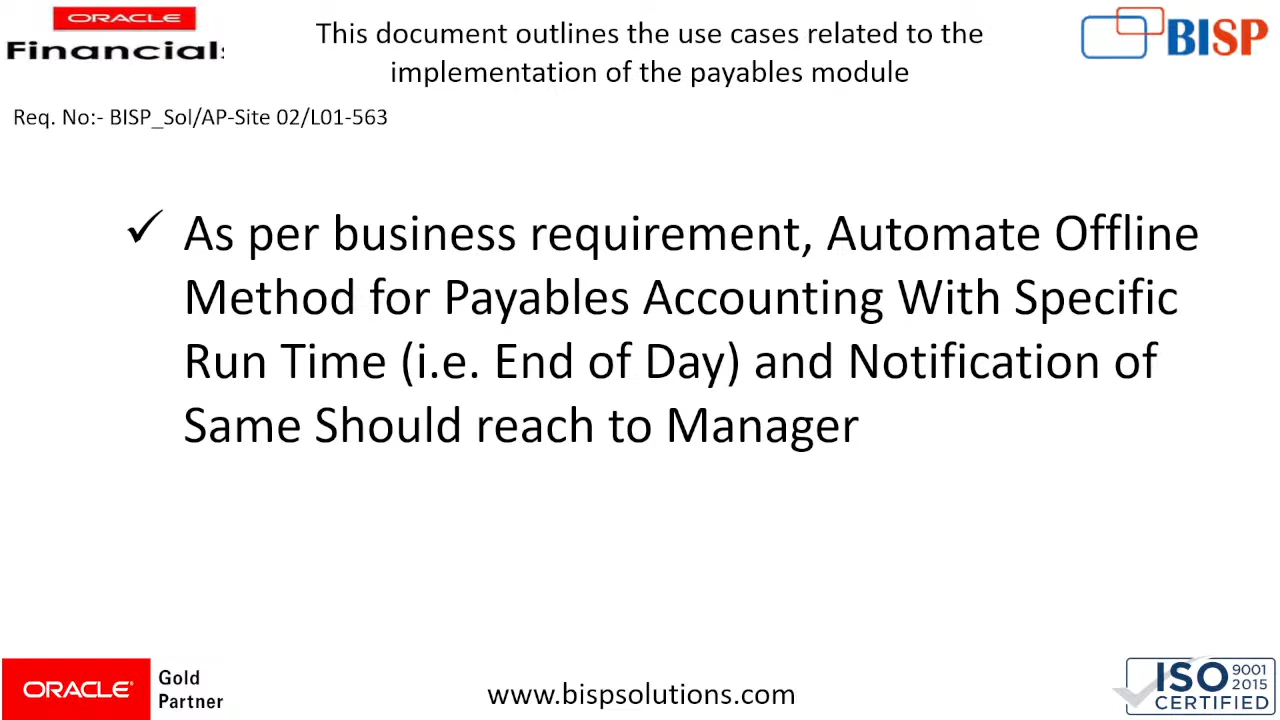 ORACLE
Financials
This document outlines the use cases related to the
implementation of the payables module
BISP
Req. No:- BISP_Sol/AP-Site 02/L01-563
✓ As per business requirement, Automate Offline
Method for Payables Accounting With Specific
Run Time (i.e. End of Day) and Notification of
Same Should reach to Manager
ORACLE®
Gold
Partner
www.bispsolutions.com
ISO 9001
2015
CERTIFIED